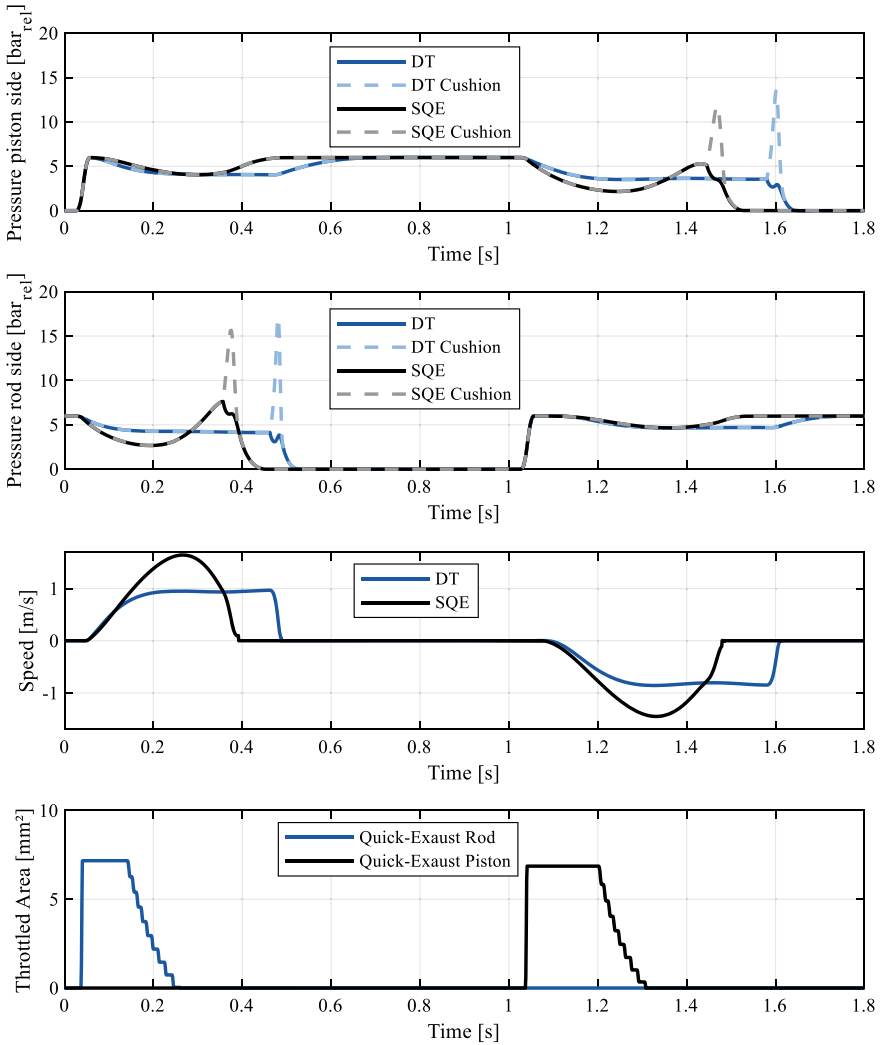 Pressure piston side [bar_rel]
20
15
10
5
0
DT
DT Cushion
SQE
SQE Cushion
0 0.2 0.4 0.6 0.8 1 1.2 1.4 1.6 1.8
Time [s]
Pressure rod side [bar_rel]
20
15
10
5
0
DT
DT Cushion
SQE
SQE Cushion
0 0.2 0.4 0.6 0.8 1 1.2 1.4 1.6 1.8
Time [s]
Speed [m/s]
1
0
-1
DT
SQE
0 0.2 0.4 0.6 0.8 1 1.2 1.4 1.6 1.8
Time [s]
Throttled Area [mm²]
10
5
0
Quick-Exaust Rod
Quick-Exaust Piston
0 0.2 0.4 0.6 0.8 1 1.2 1.4 1.6 1.8
Time [s]